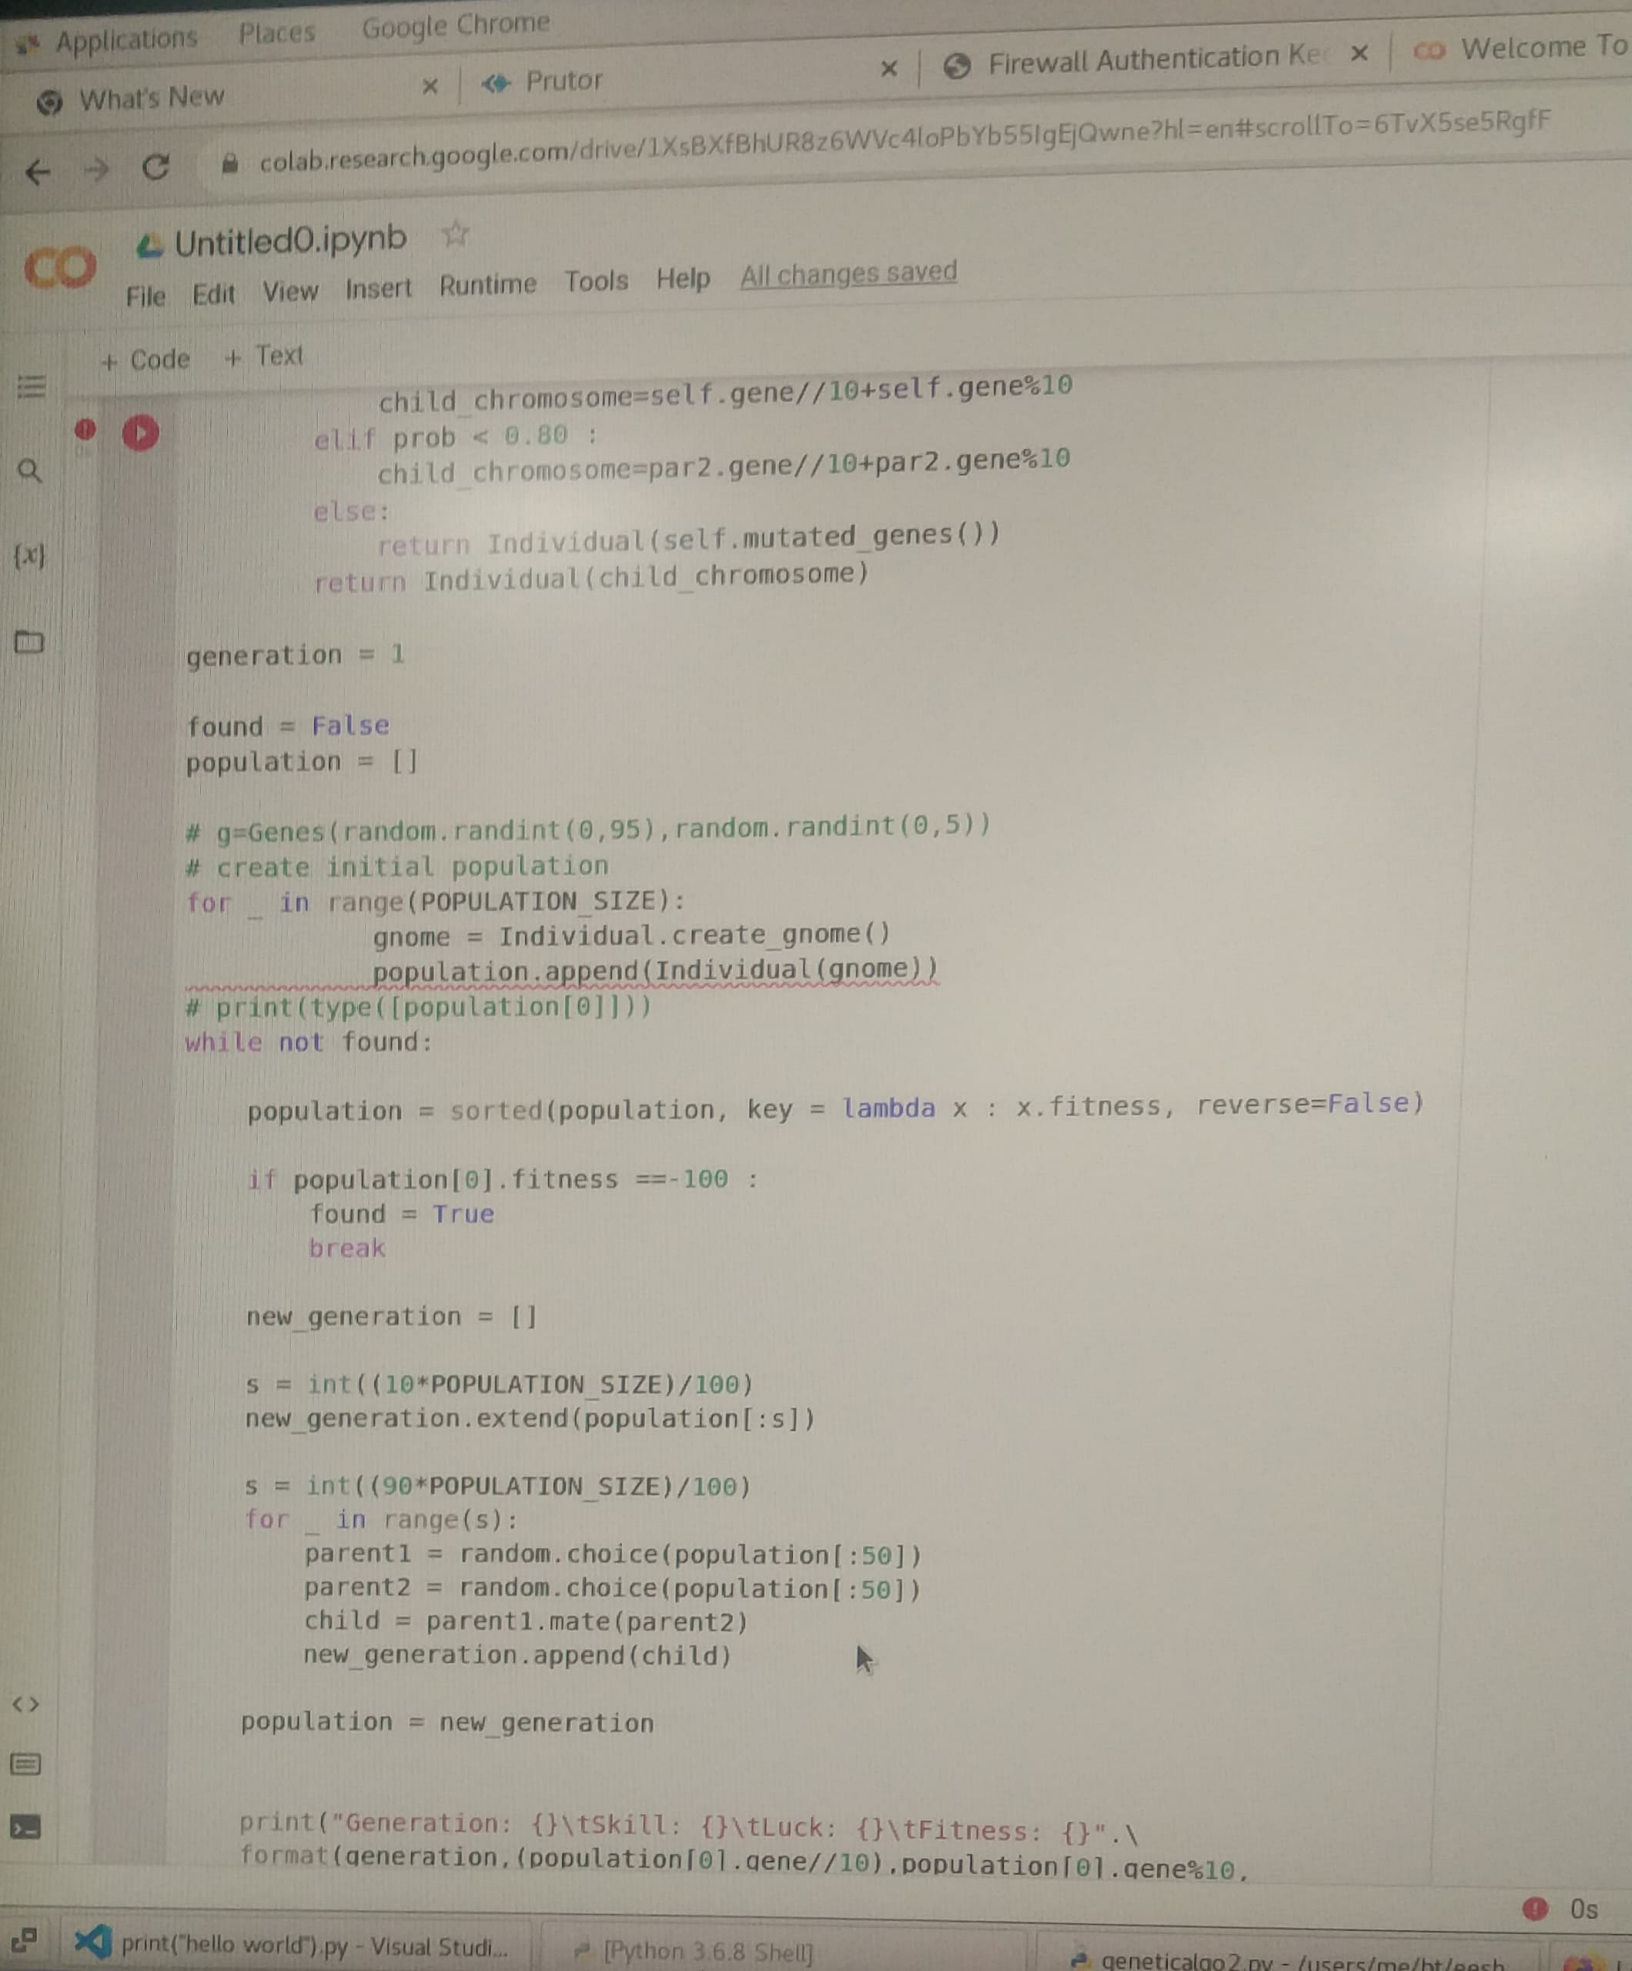 Applications Places Google Chrome
What's New × Prutor × Firewall Authentication Ke × Welcome To
colab.research.google.com/drive/1XsBXfBhUR8z6WVc4loPbYb55IgEjQwne?hl=en#scrollTo=6TvX5se5RgfF
CO Untitled0.ipynb
File Edit View Insert Runtime Tools Help All changes saved
+ Code + Text
child_chromosome=self.gene//10+self.gene%10
elif prob < 0.80 :
child_chromosome=par2.gene//10+par2.gene%10
else:
return Individual(self.mutated_genes())
return Individual(child_chromosome)
generation = 1
found = False
population = []
# g=Genes(random.randint(0,95),random.randint(0,5))
# create initial population
for _ in range(POPULATION_SIZE):
gnome = Individual.create_gnome()
population.append(Individual(gnome))
# print(type([population[0]]))
while not found:
population = sorted(population, key = lambda x : x.fitness, reverse=False)
if population[0].fitness ==-100 :
found = True
break
new_generation = []
s = int((10*POPULATION_SIZE)/100)
new_generation.extend(population[:s])
s = int((90*POPULATION_SIZE)/100)
for _ in range(s):
parent1 = random.choice(population[:50])
parent2 = random.choice(population[:50])
child = parent1.mate(parent2)
new_generation.append(child)
population = new_generation
print("Generation: {}\tSkill: {}\tLuck: {}\tFitness: {}".\
format(generation,(population[0].gene//10),population[0].gene%10,
0s
print("hello world").py - Visual Studi... [Python 3.6.8 Shell] geneticalgo2.py - /users/me/bt/eesh